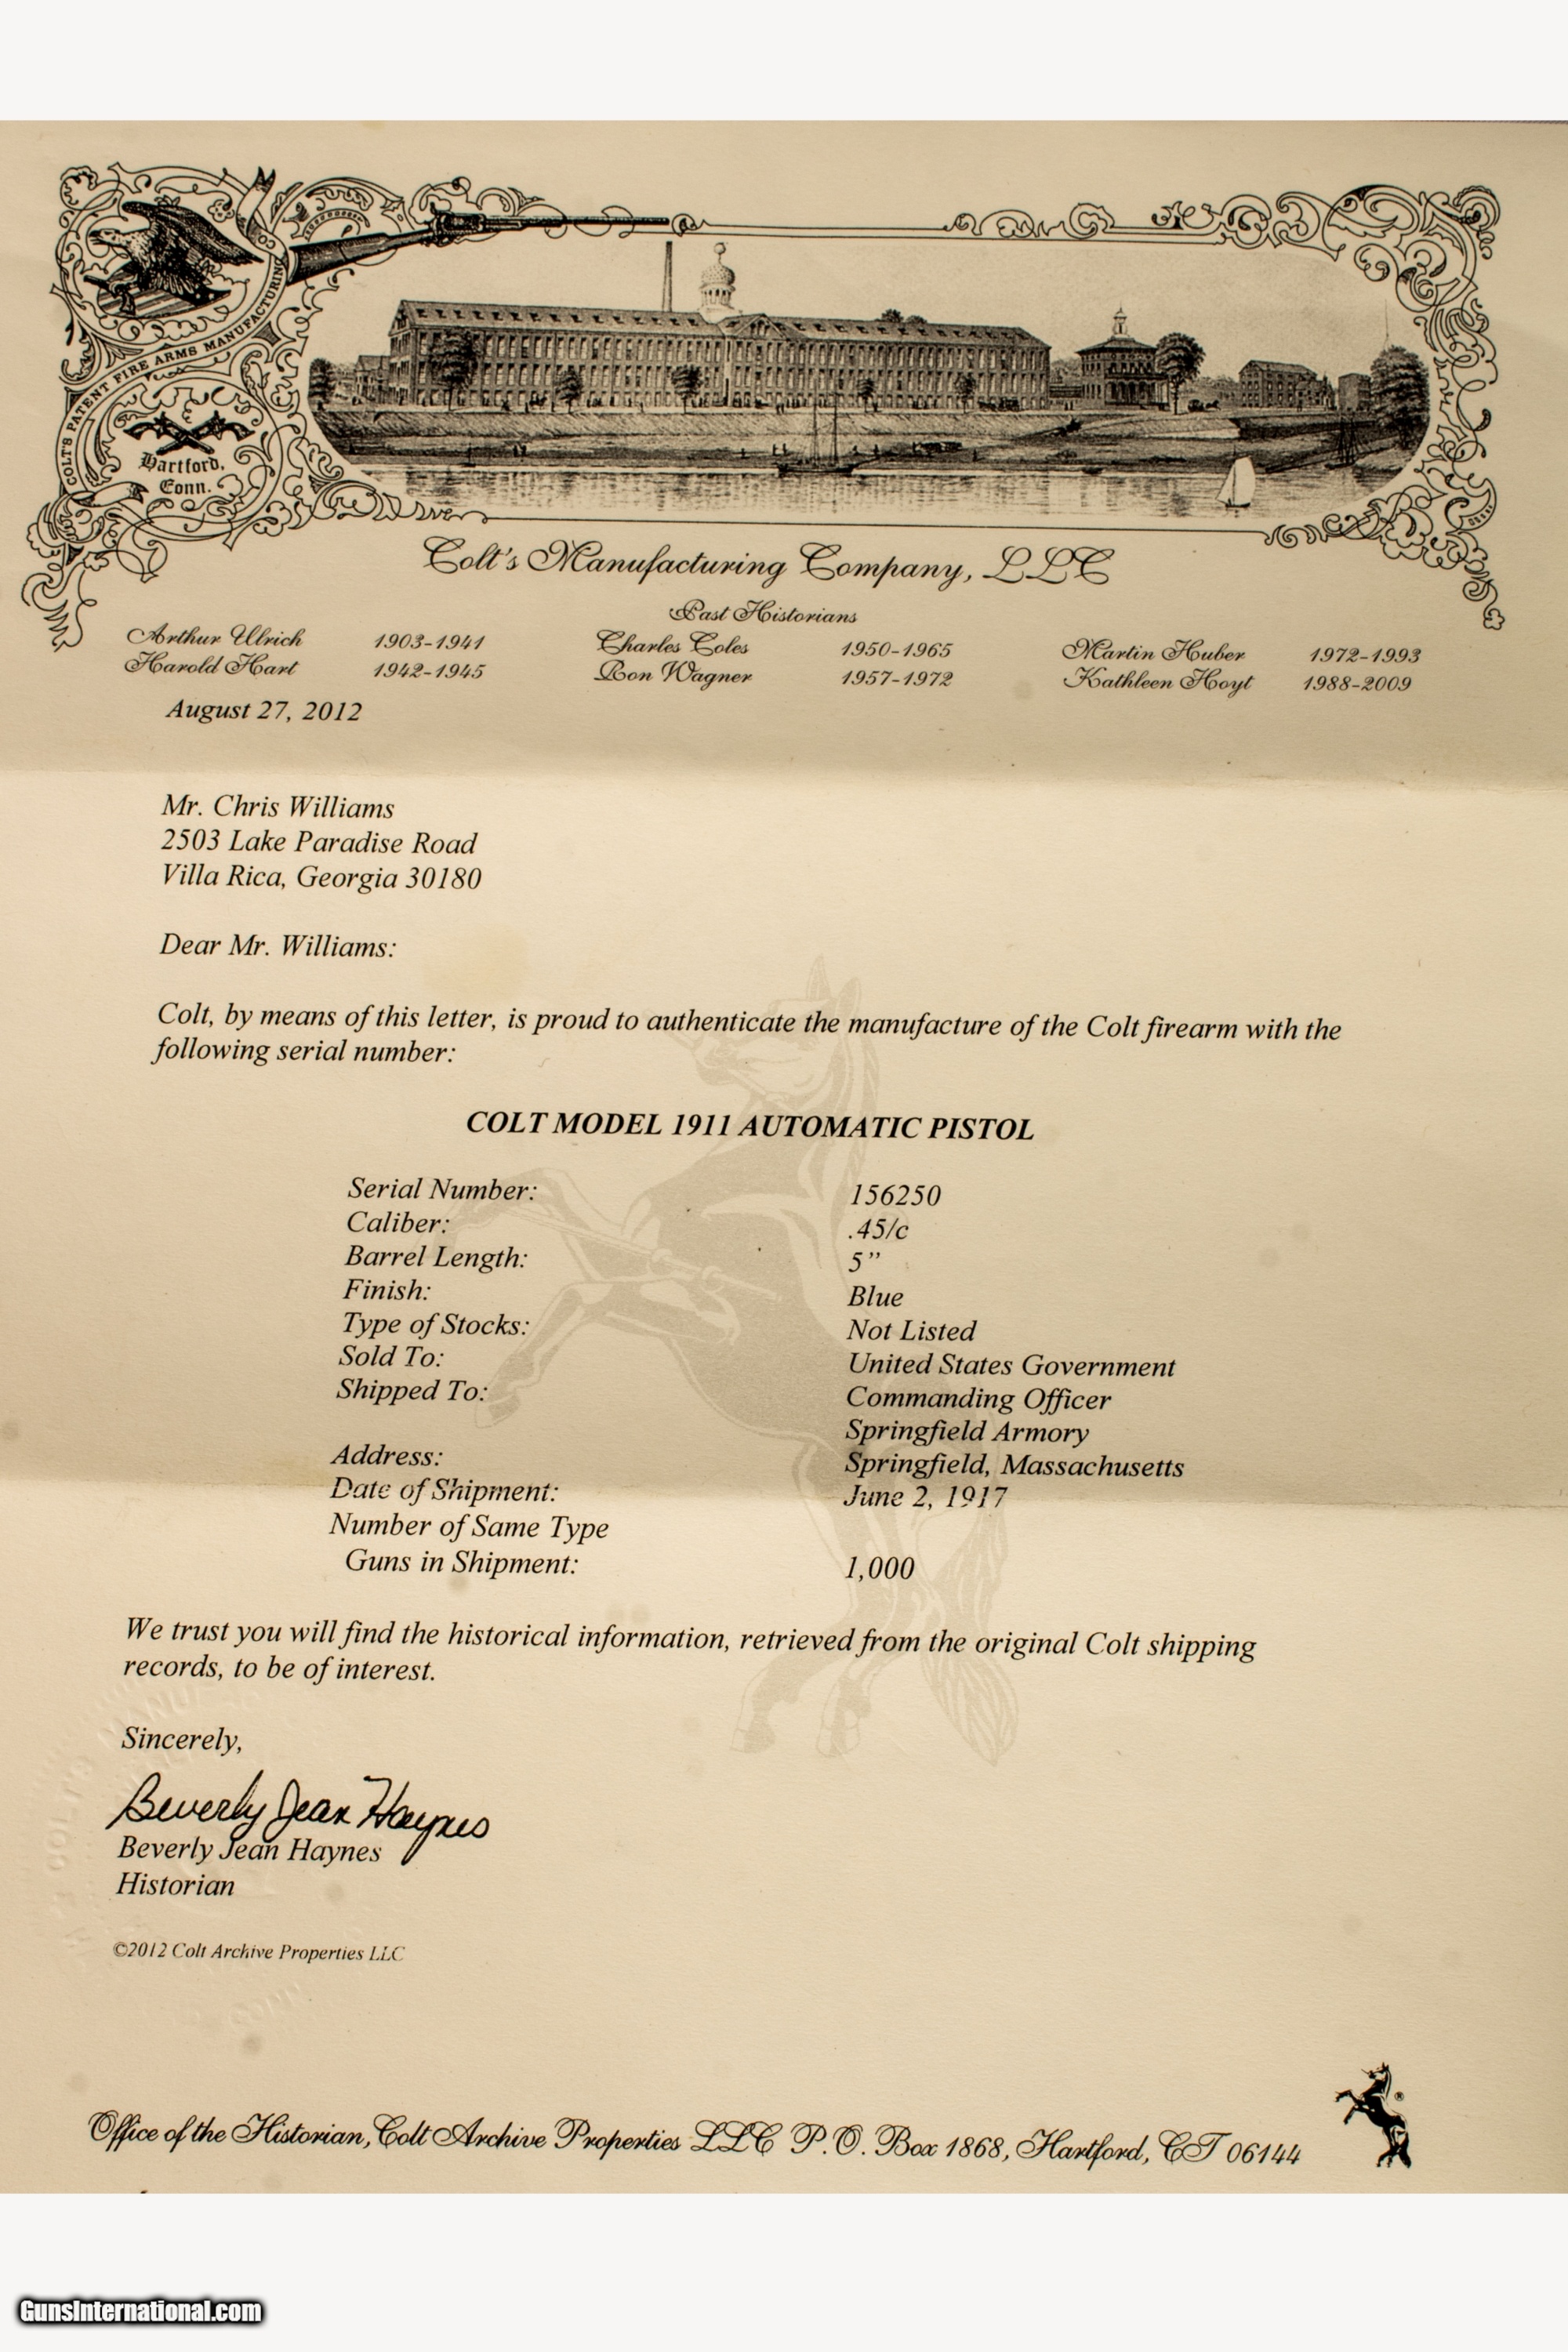 COLT'S PATENT FIRE ARMS MANUFACTURING CO
Hartford,
Conn.
Colt's Manufacturing Company, LLC
Past Historians
Arthur Ulrich 1903-1941 Charles Coles 1950-1965 Martin Huber 1972-1993
Harold Hart 1942-1945 Ron Wagner 1957-1972 Kathleen Hoyt 1988-2009
August 27, 2012
Mr. Chris Williams
2503 Lake Paradise Road
Villa Rica, Georgia 30180
Dear Mr. Williams:
Colt, by means of this letter, is proud to authenticate the manufacture of the Colt firearm with the
following serial number:
COLT MODEL 1911 AUTOMATIC PISTOL
Serial Number: 156250
Caliber: .45/c
Barrel Length: 5"
Finish: Blue
Type of Stocks: Not Listed
Sold To: United States Government
Shipped To: Commanding Officer
Springfield Armory
Address: Springfield, Massachusetts
Date of Shipment: June 2, 1917
Number of Same Type
Guns in Shipment: 1,000
We trust you will find the historical information, retrieved from the original Colt shipping
records, to be of interest.
Sincerely,
Beverly Jean Haynes
Beverly Jean Haynes
Historian
©2012 Colt Archive Properties LLC
Office of the Historian, Colt Archive Properties LLC P.O. Box 1868, Hartford, CT 06144
®
GunsInternational.com